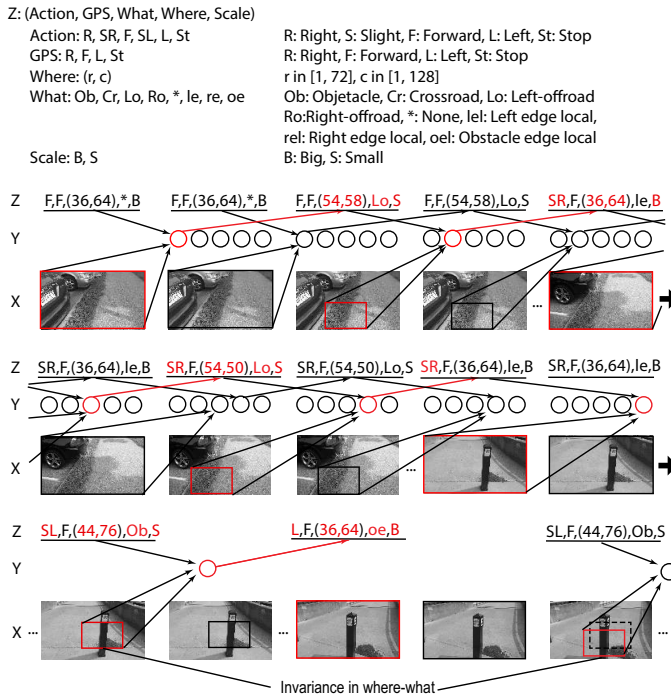 Z: (Action, GPS, What, Where, Scale)
Action: R, SR, F, SL, L, St R: Right, S: Slight, F: Forward, L: Left, St: Stop
GPS: R, F, L, St R: Right, F: Forward, L: Left, St: Stop
Where: (r, c) r in [1, 72], c in [1, 128]
What: Ob, Cr, Lo, Ro, *, le, re, oe Ob: Objetacle, Cr: Crossroad, Lo: Left-offroad
Ro:Right-offroad, *: None, lel: Left edge local,
rel: Right edge local, oel: Obstacle edge local
Scale: B, S B: Big, S: Small
Z F,F,(36,64),*,B F,F,(36,64),*,B F,F,(54,58),Lo,S F,F,(54,58),Lo,S SR,F,(36,64),le,B
Y
X ...
Z SR,F,(36,64),le,B SR,F,(54,50),Lo,S SR,F,(54,50),Lo,S SR,F,(36,64),le,B SR,F,(36,64),le,B
Y
X ...
Z SL,F,(44,76),Ob,S L,F,(36,64),oe,B SL,F,(44,76),Ob,S
Y
X ... ... ... ...
Invariance in where-what